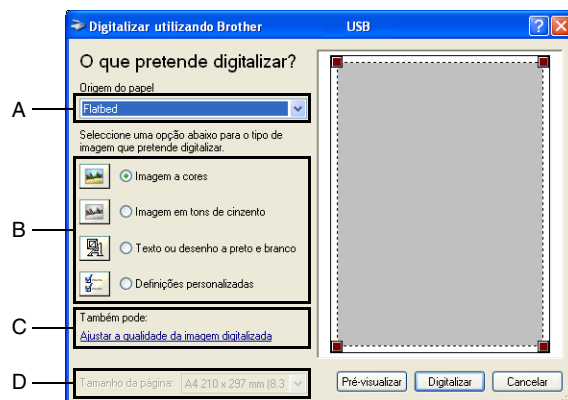 Digitalizar utilizando Brother USB
O que pretende digitalizar?
Origem do papel
A
Flatbed
Seleccione uma opção abaixo para o tipo de
imagem que pretende digitalizar.
Imagem a cores
Imagem em tons de cinzento
B
Texto ou desenho a preto e branco
Definições personalizadas
Também pode:
C
Ajustar a qualidade da imagem digitalizada
D
Tamanho da página: A4 210 x 297 mm (8.3
Pré-visualizar Digitalizar Cancelar